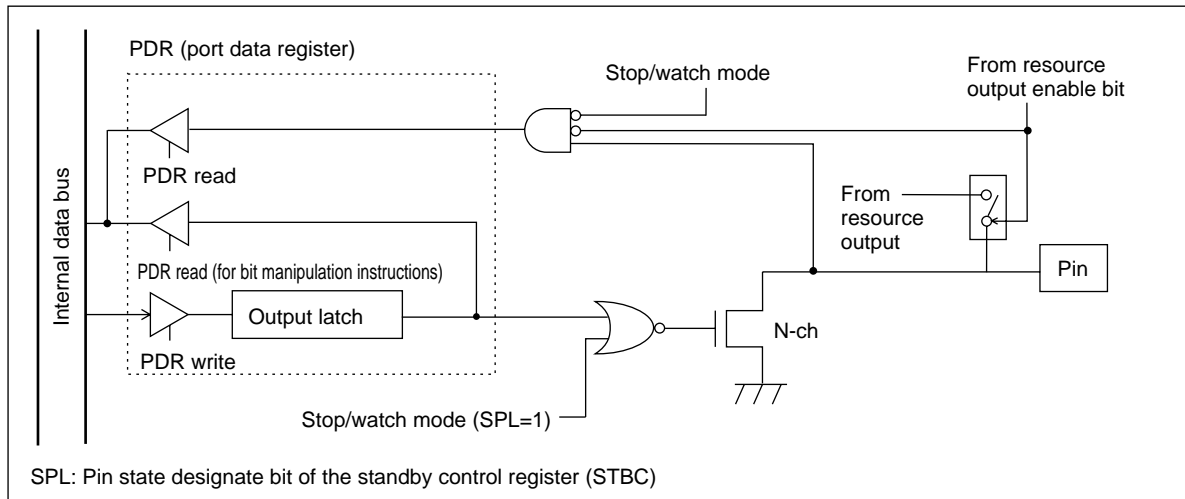 PDR (port data register)
Stop/watch mode
From resource
output enable bit
Internal data bus
PDR read
From
resource
output
Pin
PDR read (for bit manipulation instructions)
Output latch
N-ch
PDR write
Stop/watch mode (SPL=1)
SPL: Pin state designate bit of the standby control register (STBC)